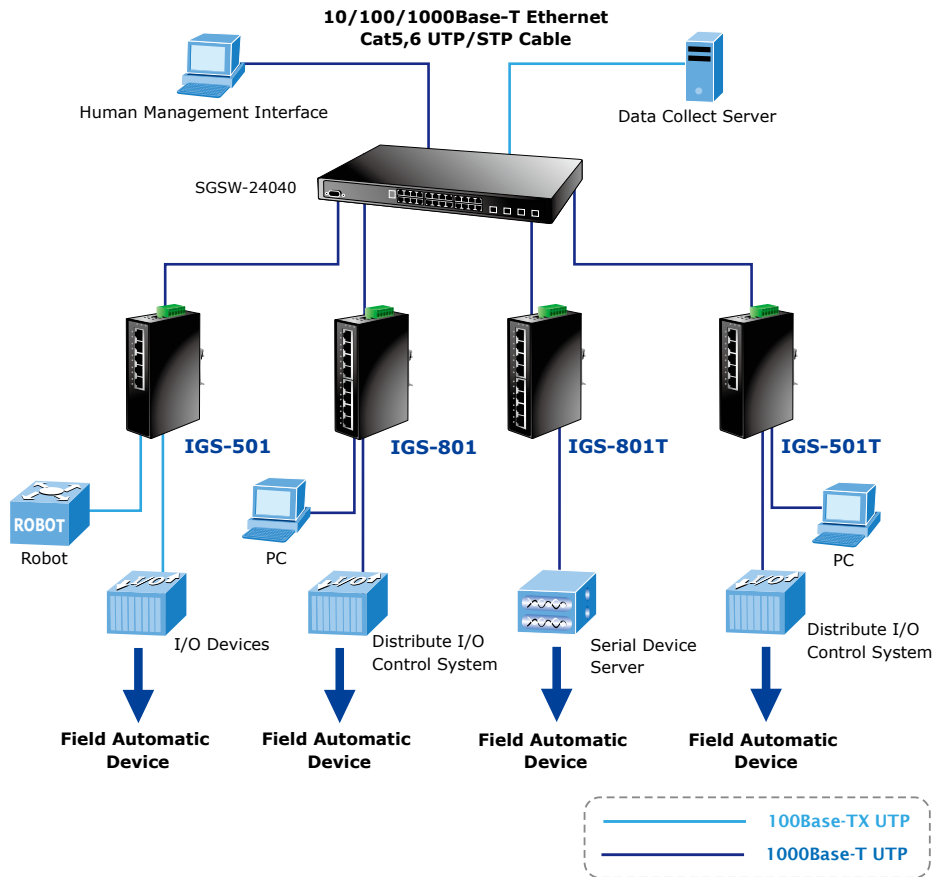 10/100/1000Base-T Ethernet
Cat5,6 UTP/STP Cable
Human Management Interface
Data Collect Server
SGSW-24040
IGS-501
IGS-801
IGS-801T
IGS-501T
ROBOT
Robot
PC
PC
I/O
I/O
I/O
I/O Devices
Distribute I/O
Control System
Serial Device
Server
Distribute I/O
Control System
Field Automatic
Device
Field Automatic
Device
Field Automatic
Device
Field Automatic
Device
100Base-TX UTP
1000Base-T UTP